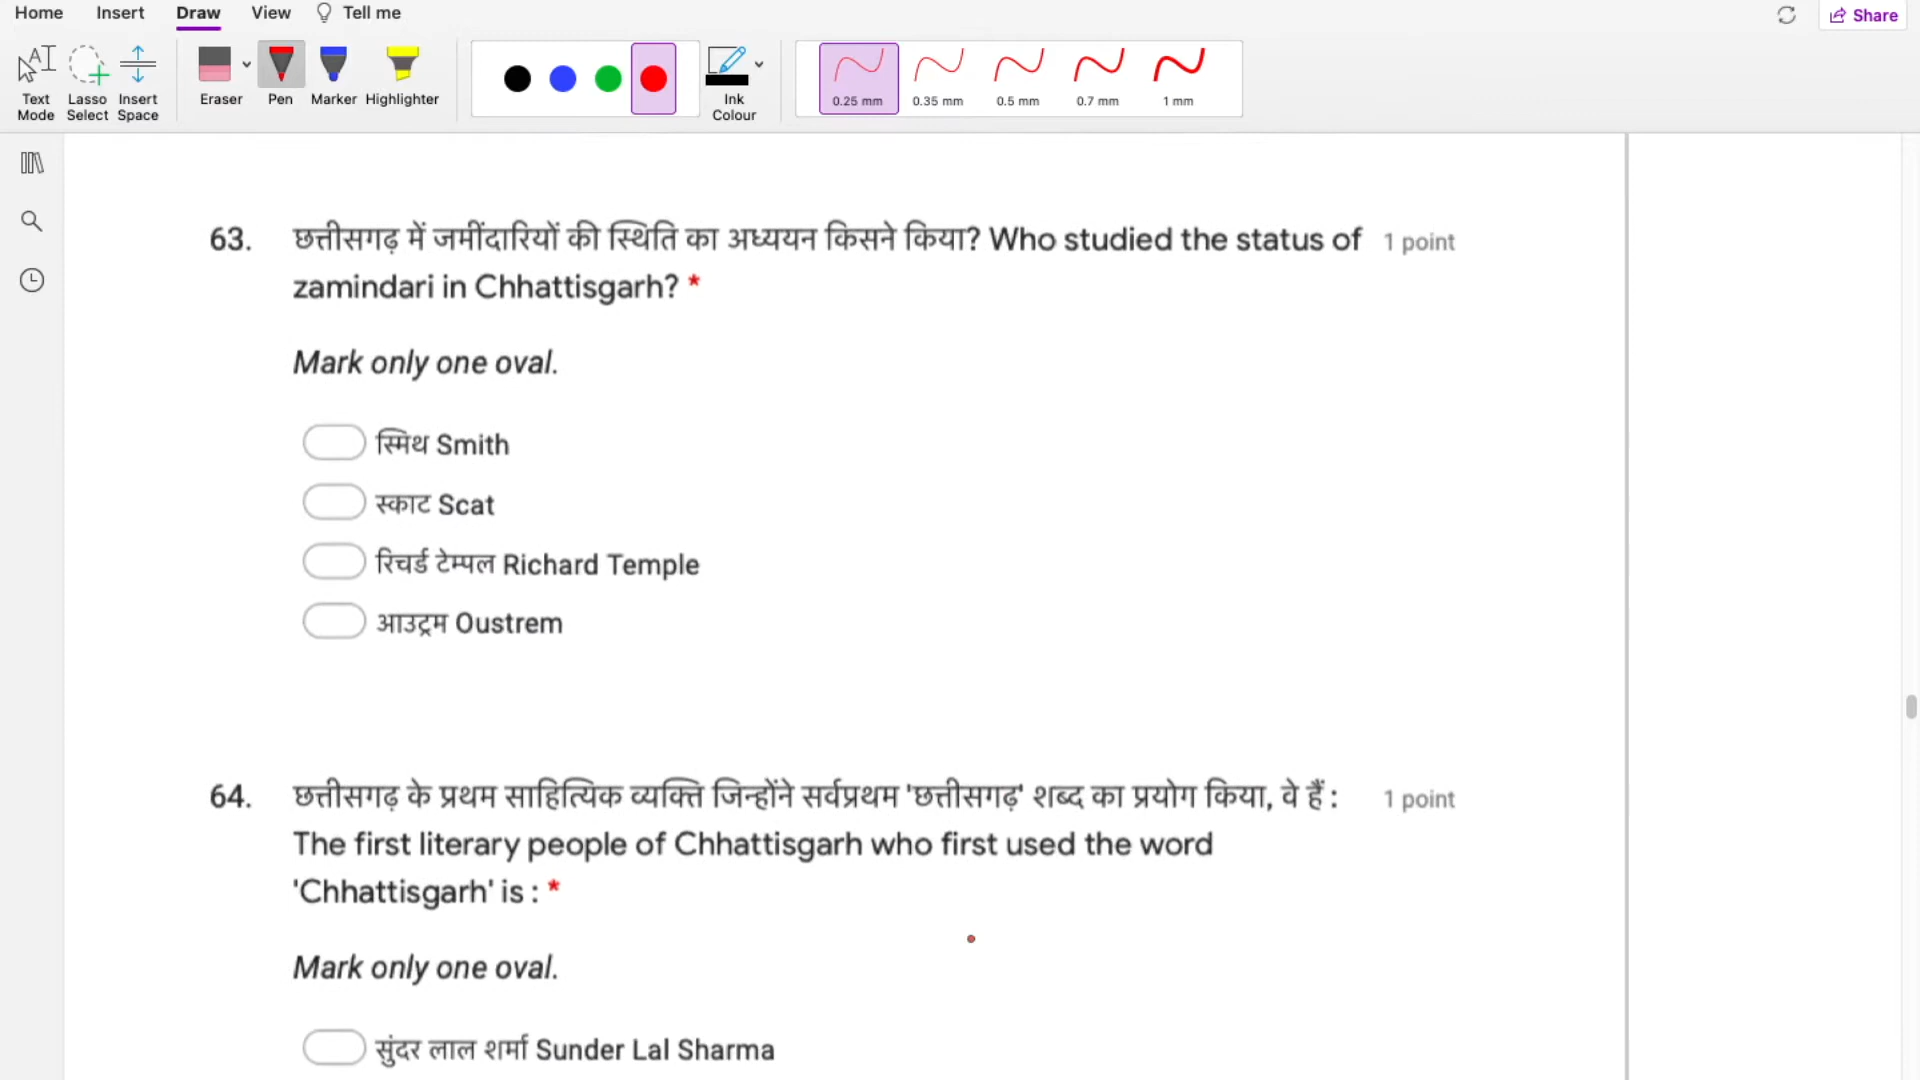 Home Insert Draw View Tell me Share
Text Mode Lasso Select Insert Space Eraser Pen Marker Highlighter Ink Colour 0.25 mm 0.35 mm 0.5 mm 0.7 mm 1 mm
63. छत्तीसगढ़ में जमींदारियों की स्थिति का अध्ययन किसने किया? Who studied the status of 1 point
zamindari in Chhattisgarh? *
Mark only one oval.
स्मिथ Smith
स्काट Scat
रिचर्ड टेम्पल Richard Temple
आउट्रम Oustrem
64. छत्तीसगढ़ के प्रथम साहित्यिक व्यक्ति जिन्होंने सर्वप्रथम 'छत्तीसगढ़' शब्द का प्रयोग किया, वे हैं : 1 point
The first literary people of Chhattisgarh who first used the word
'Chhattisgarh' is : *
Mark only one oval.
सुंदर लाल शर्मा Sunder Lal Sharma